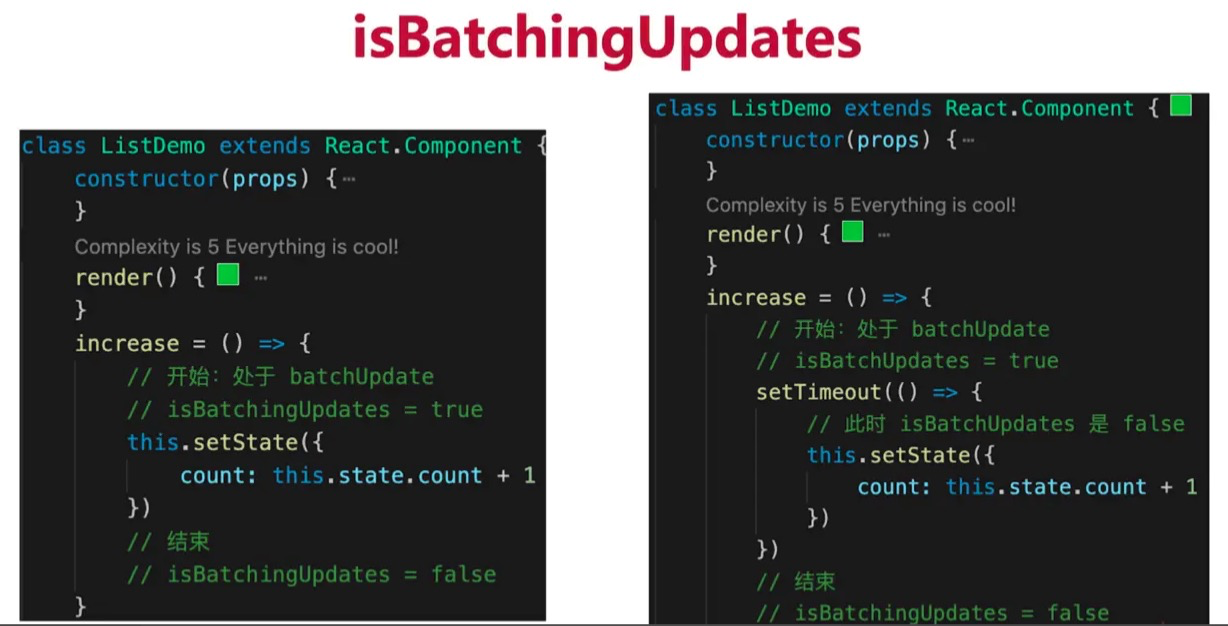 isBatchingUpdates
class ListDemo extends React.Component {
constructor(props) {…
}
Complexity is 5 Everything is cool!
render() { …
}
increase = () => {
// 开始：处于 batchUpdate
// isBatchingUpdates = true
this.setState({
count: this.state.count + 1
})
// 结束
// isBatchingUpdates = false
}
class ListDemo extends React.Component {
constructor(props) {…
}
Complexity is 5 Everything is cool!
render() { …
}
increase = () => {
// 开始：处于 batchUpdate
// isBatchUpdates = true
setTimeout(() => {
// 此时 isBatchUpdates 是 false
this.setState({
count: this.state.count + 1
})
})
// 结束
// isBatchingUpdates = false